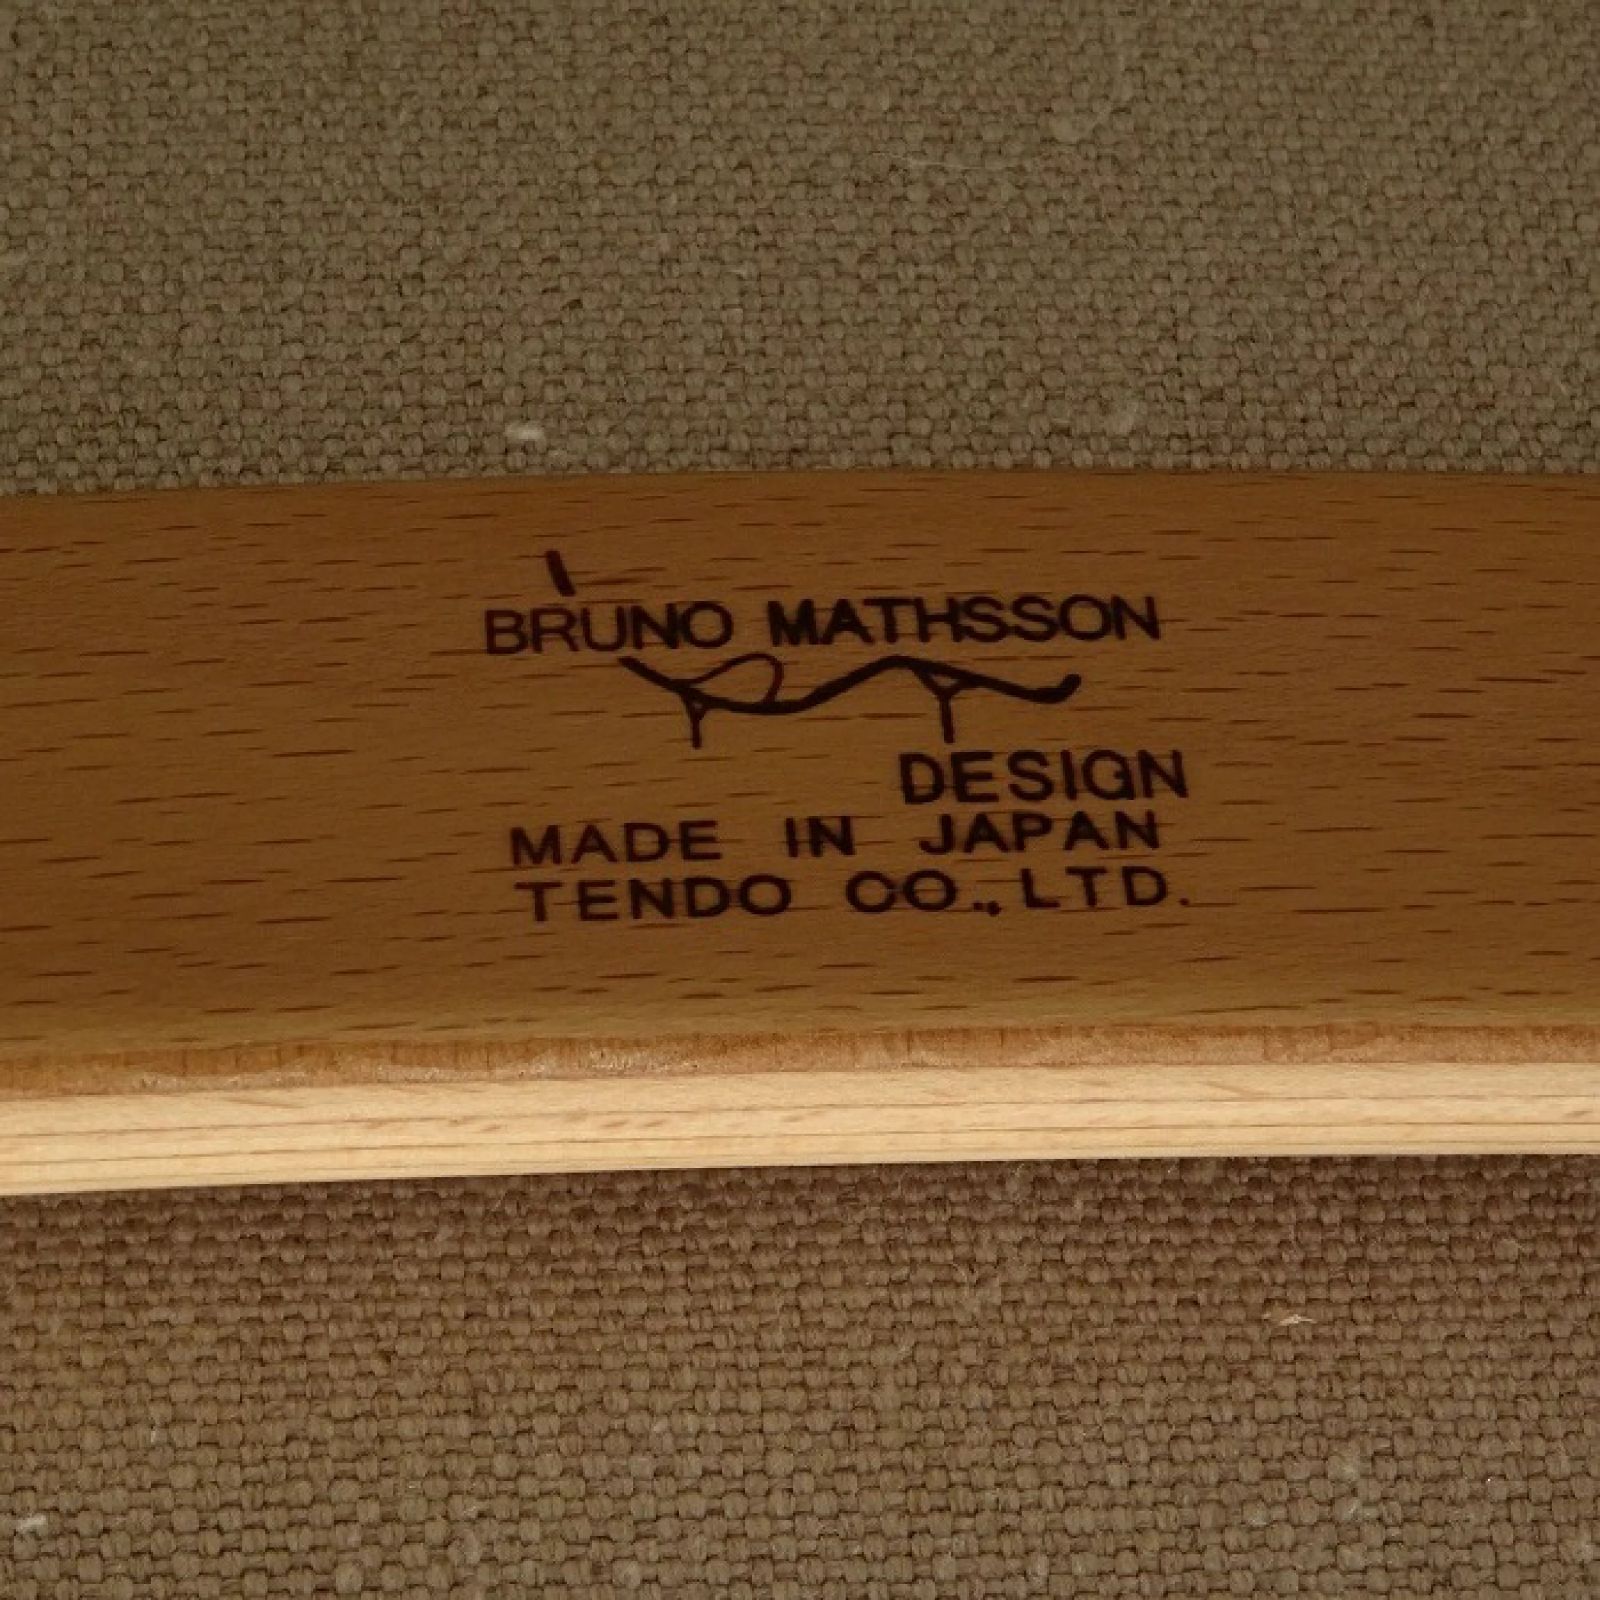 BRUNO MATHSSON
DESIGN
MADE IN JAPAN
TENDO CO., LTD.